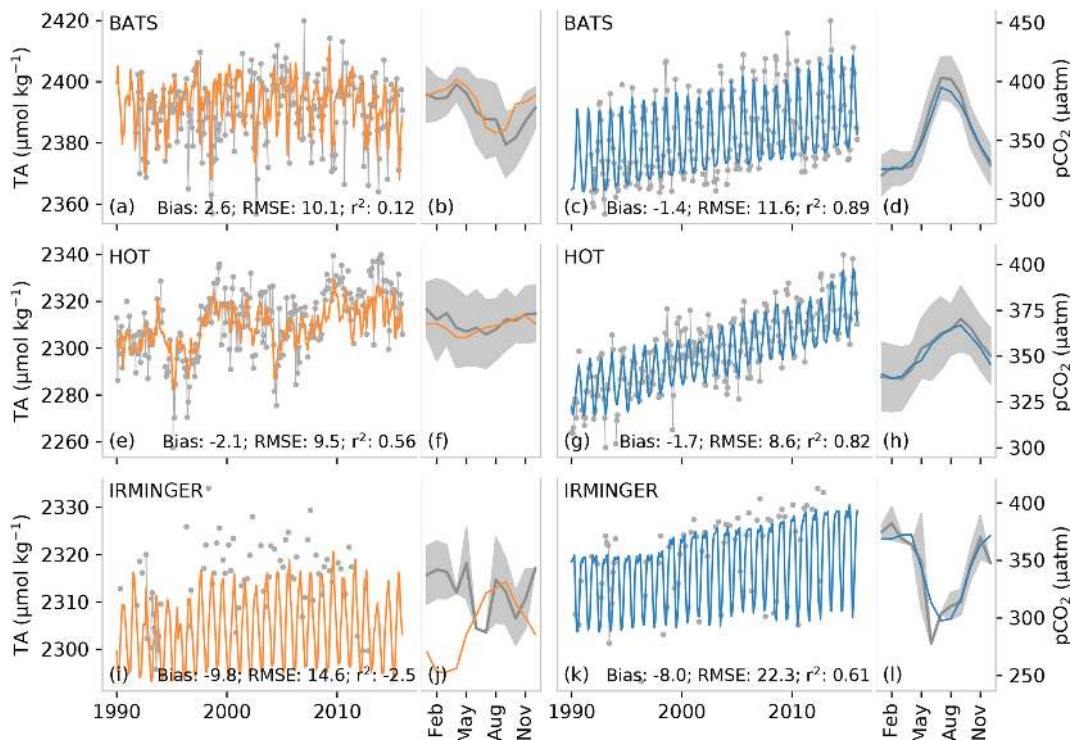 BATS
BATS
2420
2400
2380
2360
TA (μmol kg⁻¹)
(a) Bias: 2.6; RMSE: 10.1; r²: 0.12
(b)
(c) Bias: -1.4; RMSE: 11.6; r²: 0.89
(d)
450
400
350
300
pCO₂ (μatm)
HOT
HOT
2340
2320
2300
2280
2260
TA (μmol kg⁻¹)
(e) Bias: -2.1; RMSE: 9.5; r²: 0.56
(f)
(g) Bias: -1.7; RMSE: 8.6; r²: 0.82
(h)
400
375
350
325
300
pCO₂ (μatm)
IRMINGER
IRMINGER
2330
2320
2310
2300
TA (μmol kg⁻¹)
(i) Bias: -9.8; RMSE: 14.6; r²: -2.5
(j)
(k) Bias: -8.0; RMSE: 22.3; r²: 0.61
(l)
400
350
300
250
pCO₂ (μatm)
1990 2000 2010
Feb May Aug Nov
1990 2000 2010
Feb May Aug Nov